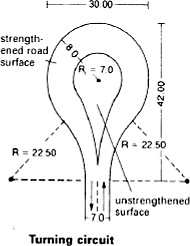 30.00
strength-
ened road
surface
8.0
R = 7.0
42.00
R = 22.50
R = 22.50
unstrengthened
surface
7.0
Turning circuit